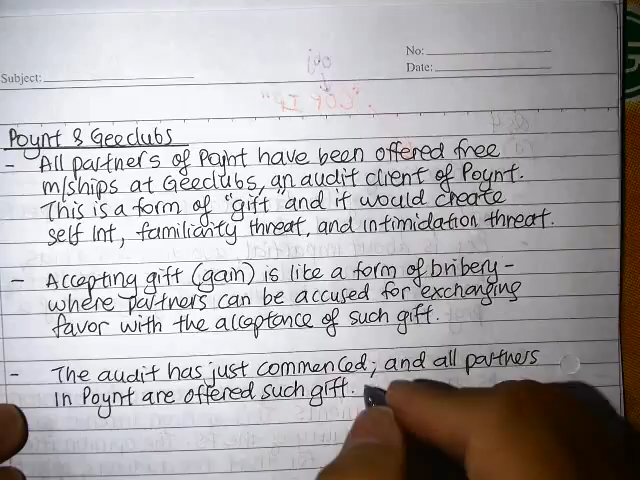 No:
Subject:
Date:
Poynt & Geeclubs
- All partners of Poynt have been offered free
m/ships at Geeclubs, an audit client of Poynt.
This is a form of "gift" and it would create
self Int, familiarity threat, and intimidation threat.
- Accepting gift (gain) is like a form of bribery -
where partners can be accused for exchanging
favor with the acceptance of such gift.
- The audit has just commenced; and all partners
in Poynt are offered such gift.